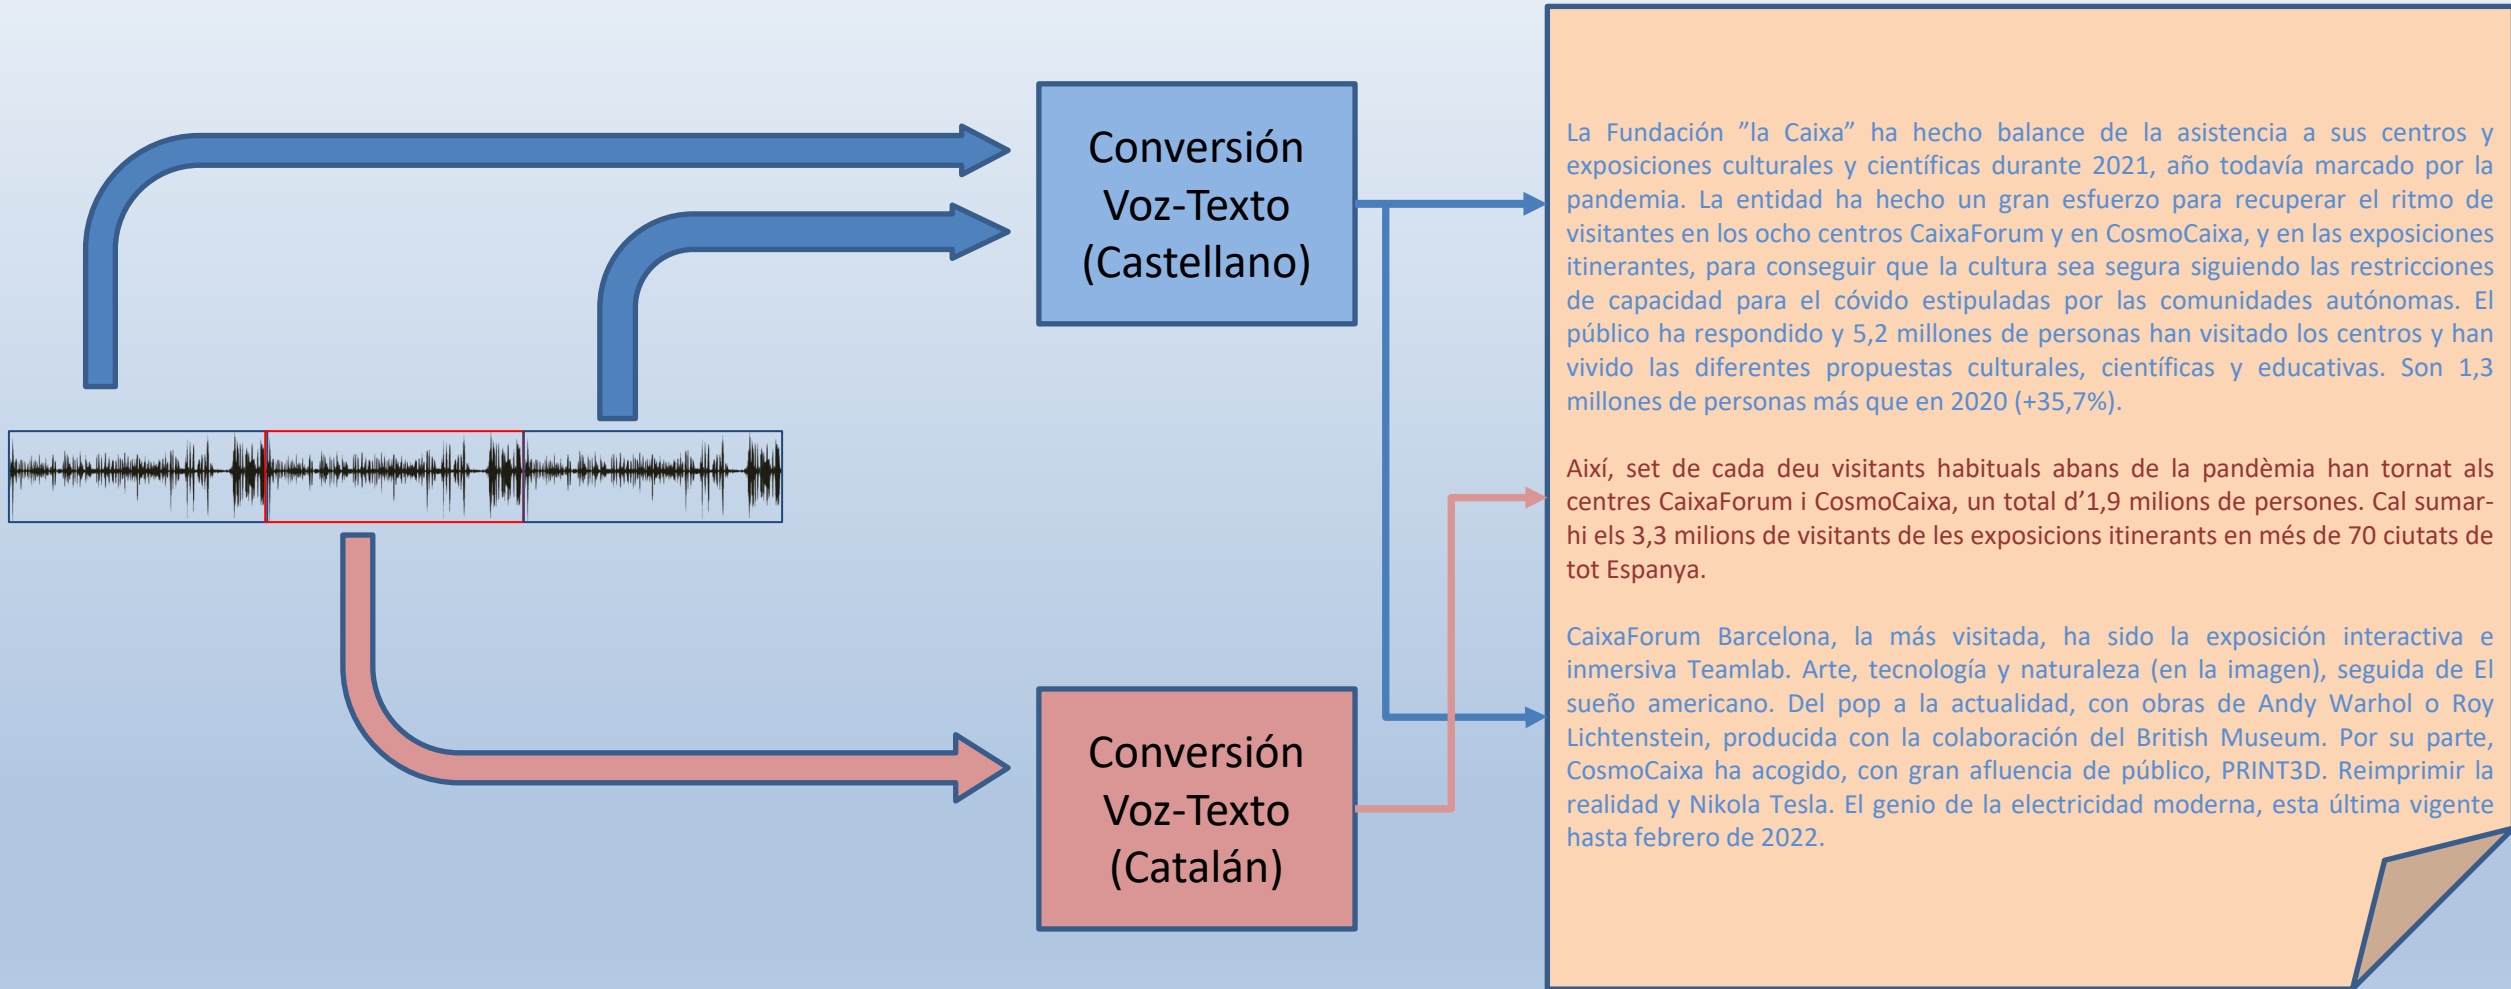 Conversión
Voz-Texto
(Castellano)
Conversión
Voz-Texto
(Catalán)
La Fundación ”la Caixa” ha hecho balance de la asistencia a sus centros y
exposiciones culturales y científicas durante 2021, año todavía marcado por la
pandemia. La entidad ha hecho un gran esfuerzo para recuperar el ritmo de
visitantes en los ocho centros CaixaForum y en CosmoCaixa, y en las exposiciones
itinerantes, para conseguir que la cultura sea segura siguiendo las restricciones
de capacidad para el cóvido estipuladas por las comunidades autónomas. El
público ha respondido y 5,2 millones de personas han visitado los centros y han
vivido las diferentes propuestas culturales, científicas y educativas. Son 1,3
millones de personas más que en 2020 (+35,7%).
Així, set de cada deu visitants habituals abans de la pandèmia han tornat als
centres CaixaForum i CosmoCaixa, un total d’1,9 milions de persones. Cal sumar-
hi els 3,3 milions de visitants de les exposicions itinerants en més de 70 ciutats de
tot Espanya.
CaixaForum Barcelona, la más visitada, ha sido la exposición interactiva e
inmersiva Teamlab. Arte, tecnología y naturaleza (en la imagen), seguida de El
sueño americano. Del pop a la actualidad, con obras de Andy Warhol o Roy
Lichtenstein, producida con la colaboración del British Museum. Por su parte,
CosmoCaixa ha acogido, con gran afluencia de público, PRINT3D. Reimprimir la
realidad y Nikola Tesla. El genio de la electricidad moderna, esta última vigente
hasta febrero de 2022.